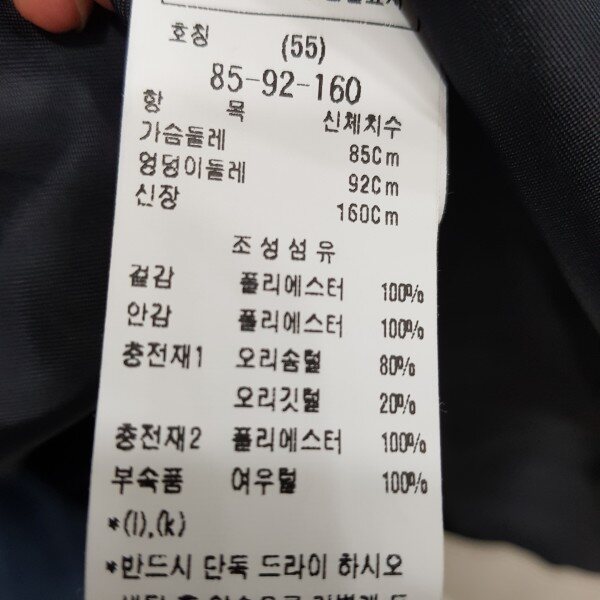 호칭 (55)
85-92-160
항 목 신체치수
가슴둘레 85Cm
엉덩이둘레 92Cm
신장 160Cm
조성섬유
겉감 폴리에스터 100%
안감 폴리에스터 100%
충전재1 오리솜털 80%
오리깃털 20%
충전재2 폴리에스터 100%
부속품 여우털 100%
*(l),(k)
*반드시 단독 드라이 하시오